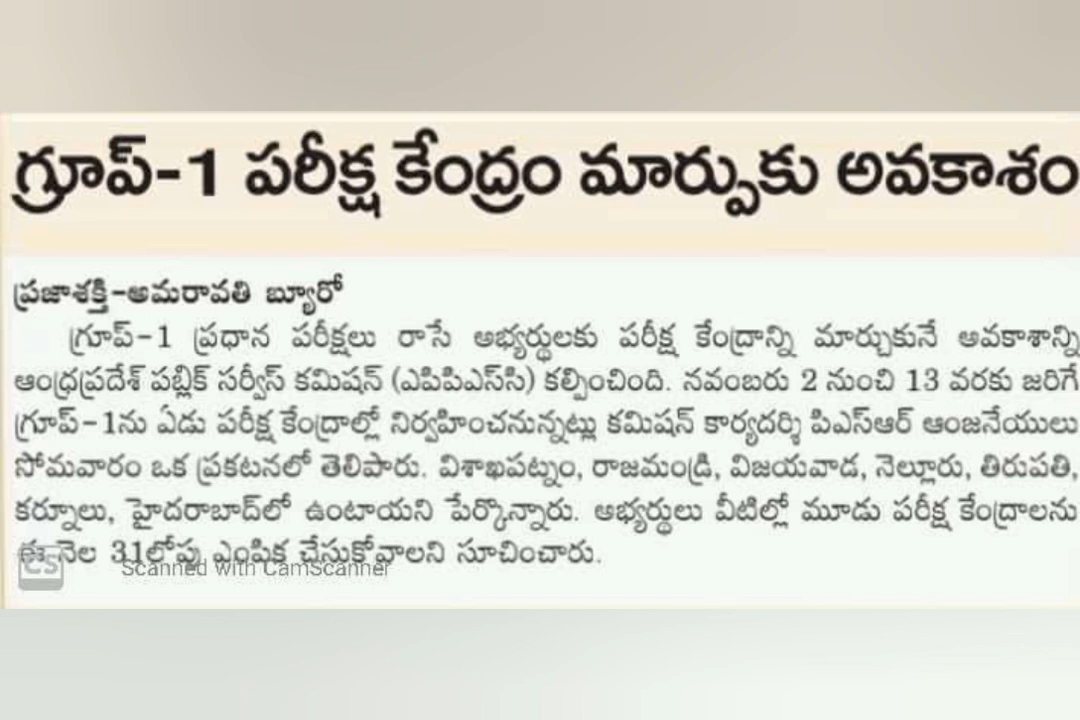 గ్రూప్-1 పరీక్ష కేంద్రం మార్పుకు అవకాశం
ప్రజాశక్తి-అమరావతి బ్యూరో
గ్రూప్-1 ప్రధాన పరీక్షలు రాసే అభ్యర్థులకు పరీక్ష కేంద్రాన్ని మార్చుకునే అవకాశాన్ని
ఆంధ్రప్రదేశ్ పబ్లిక్ సర్వీస్ కమిషన్ (ఎపిపిఎస్‌సి) కల్పించింది. నవంబరు 2 నుంచి 13 వరకు జరిగే
గ్రూప్-1ను ఏడు పరీక్ష కేంద్రాల్లో నిర్వహించనున్నట్లు కమిషన్ కార్యదర్శి పిఎస్ఆర్ ఆంజనేయులు
సోమవారం ఒక ప్రకటనలో తెలిపారు. విశాఖపట్నం, రాజమండ్రి, విజయవాడ, నెల్లూరు, తిరుపతి,
కర్నూలు, హైదరాబాద్‌లో ఉంటాయని పేర్కొన్నారు. అభ్యర్థులు వీటిల్లో మూడు పరీక్ష కేంద్రాలను
ఈ నెల 31లోపు ఎంపిక చేసుకోవాలని సూచించారు.
CS Scanned with CamScanner